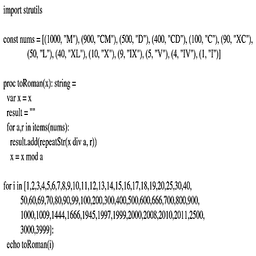 import strutils
const nums = [(1000, "M"), (900, "CM"), (500, "D"), (400, "CD"), (100, "C"), (90, "XC"),
(50, "L"), (40, "XL"), (10, "X"), (9, "IX"), (5, "V"), (4, "IV"), (1, "I")]
proc toRoman(x): string =
var x = x
result = ""
for a,r in items(nums):
result.add(repeatStr(x div a, r))
x = x mod a
for i in [1,2,3,4,5,6,7,8,9,10,11,12,13,14,15,16,17,18,19,20,25,30,40,
50,60,69,70,80,90,99,100,200,300,400,500,600,666,700,800,900,
1000,1009,1444,1666,1945,1997,1999,2000,2008,2010,2011,2500,
3000,3999]:
echo toRoman(i)